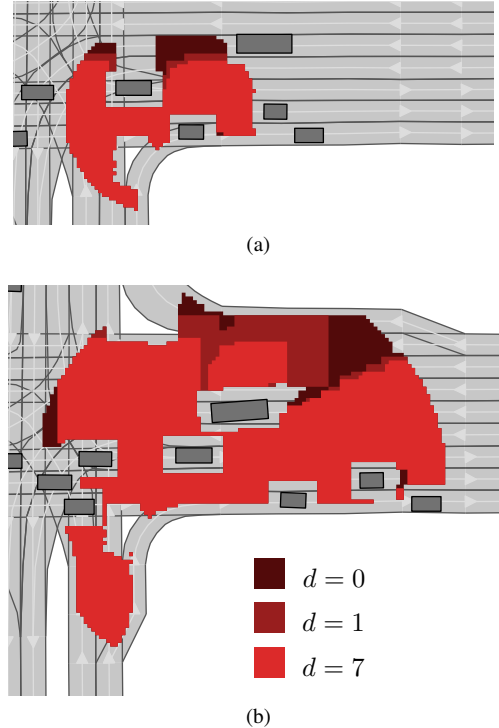 (a)
d = 0
d = 1
d = 7
(b)